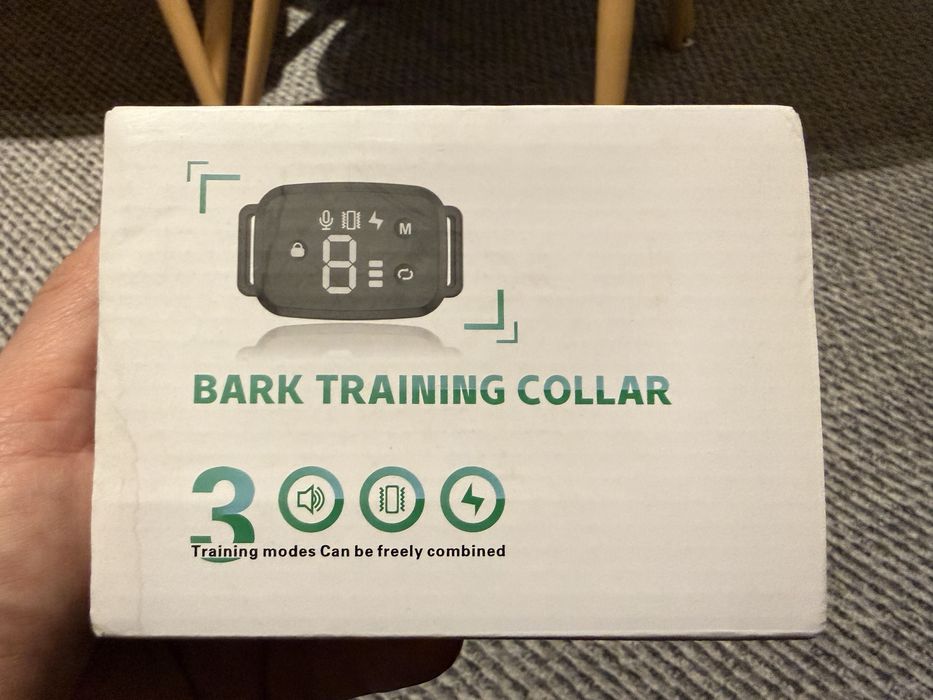 M
8
BARK TRAINING COLLAR
3
Training modes Can be freely combined